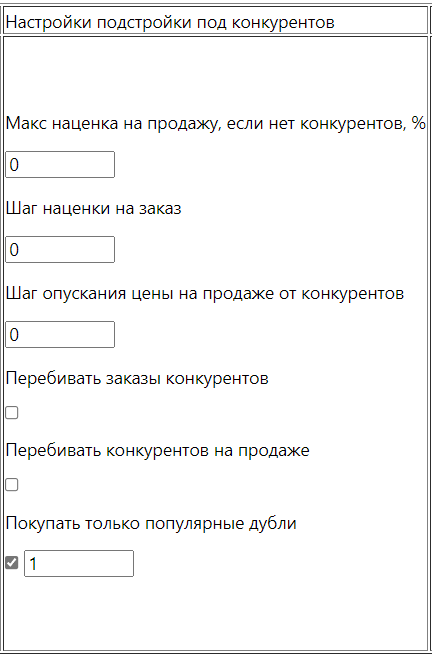 Настройки подстройки под конкурентов
Макс наценка на продажу, если нет конкурентов, %
0
Шаг наценки на заказ
0
Шаг опускания цены на продаже от конкурентов
0
Перебивать заказы конкурентов
Перебивать конкурентов на продаже
Покупать только популярные дубли
1